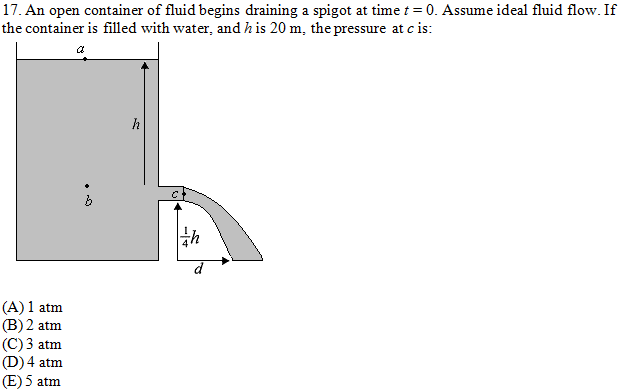 17. An open container of fluid begins draining a spigot at time t = 0. Assume ideal fluid flow. If
the container is filled with water, and h is 20 m, the pressure at c is:
a
h
b
c
1/4 h
d
(A) 1 atm
(B) 2 atm
(C) 3 atm
(D) 4 atm
(E) 5 atm